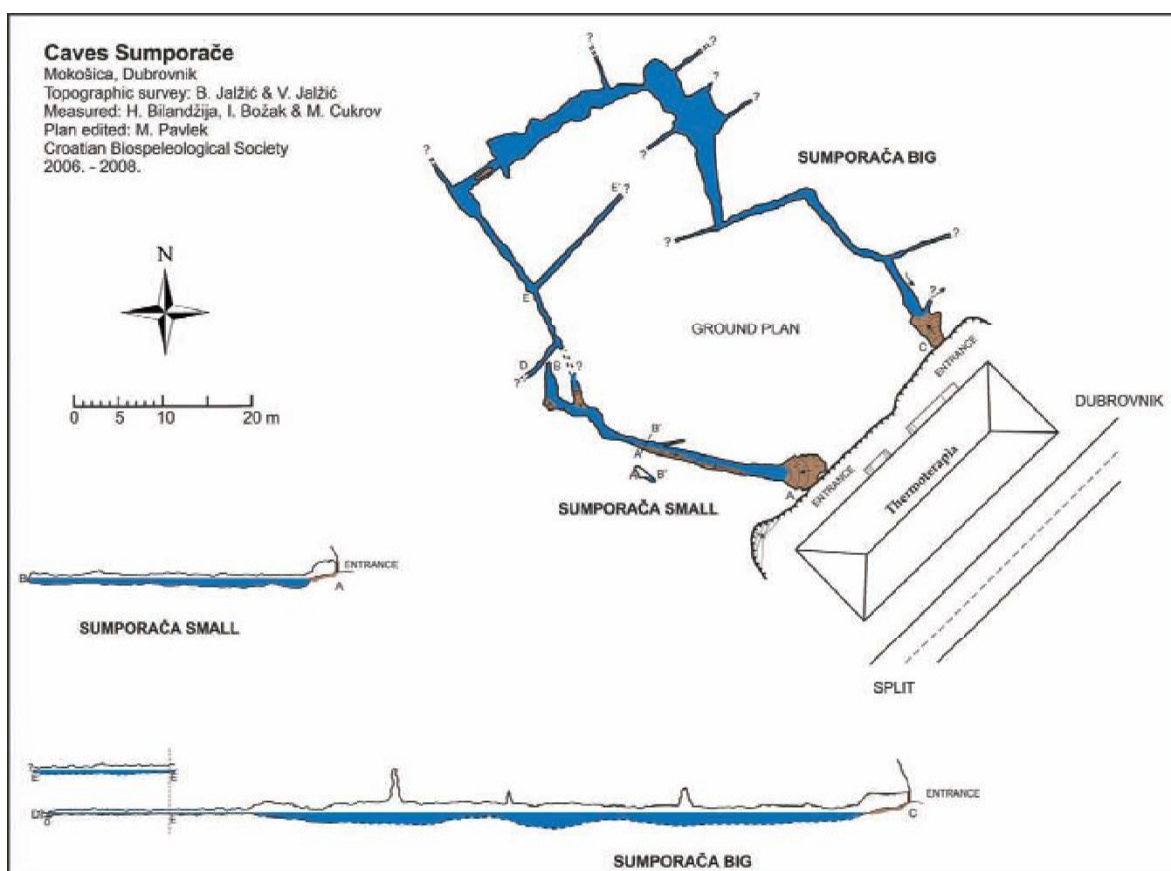 Caves Sumporače
Mokošica, Dubrovnik
Topographic survey: B. Jalžić & V. Jalžić
Measured: H. Bilandžija, I. Božak & M. Cukrov
Plan edited: M. Pavlek
Croatian Biospeleological Society
2006. - 2008.
N
0 5 10 20 m
?
?
?
?
?
?
SUMPORAČA BIG
E'
?
?
?
?
E
GROUND PLAN
C
ENTRANCE
D
B
?
?
DUBROVNIK
B'
A'
A'
B'
A
ENTRANCE
Thermoterapia
SUMPORAČA SMALL
B
ENTRANCE
A
SUMPORAČA SMALL
SPLIT
?
E'
E
D
B
E
ENTRANCE
C
SUMPORAČA BIG